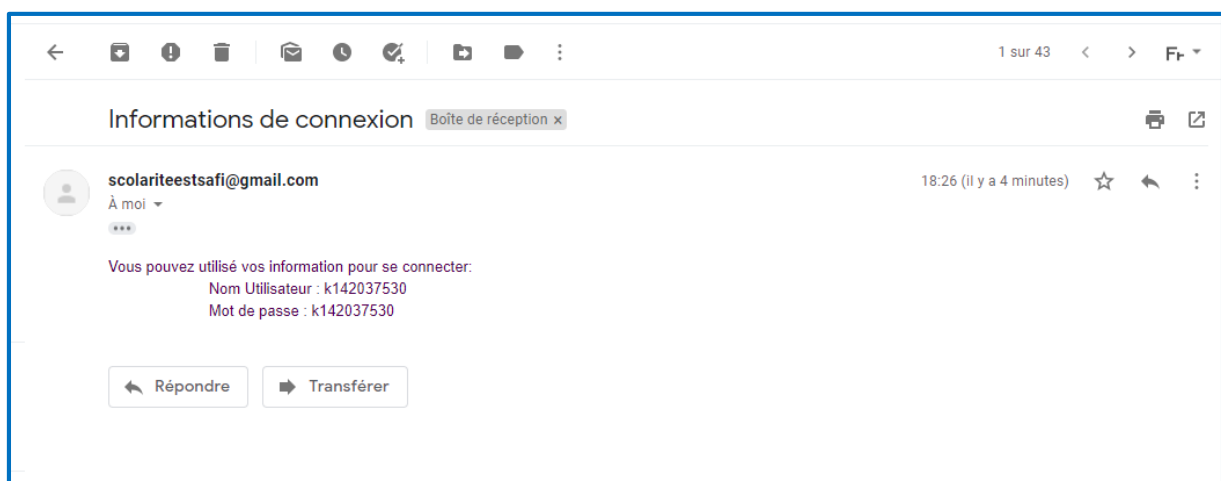 1 sur 43
Informations de connexion Boîte de réception ×
scolariteestsafi@gmail.com
18:26 (il y a 4 minutes)
À moi
Vous pouvez utilisé vos information pour se connecter:
Nom Utilisateur : k142037530
Mot de passe : k142037530
Répondre
Transférer